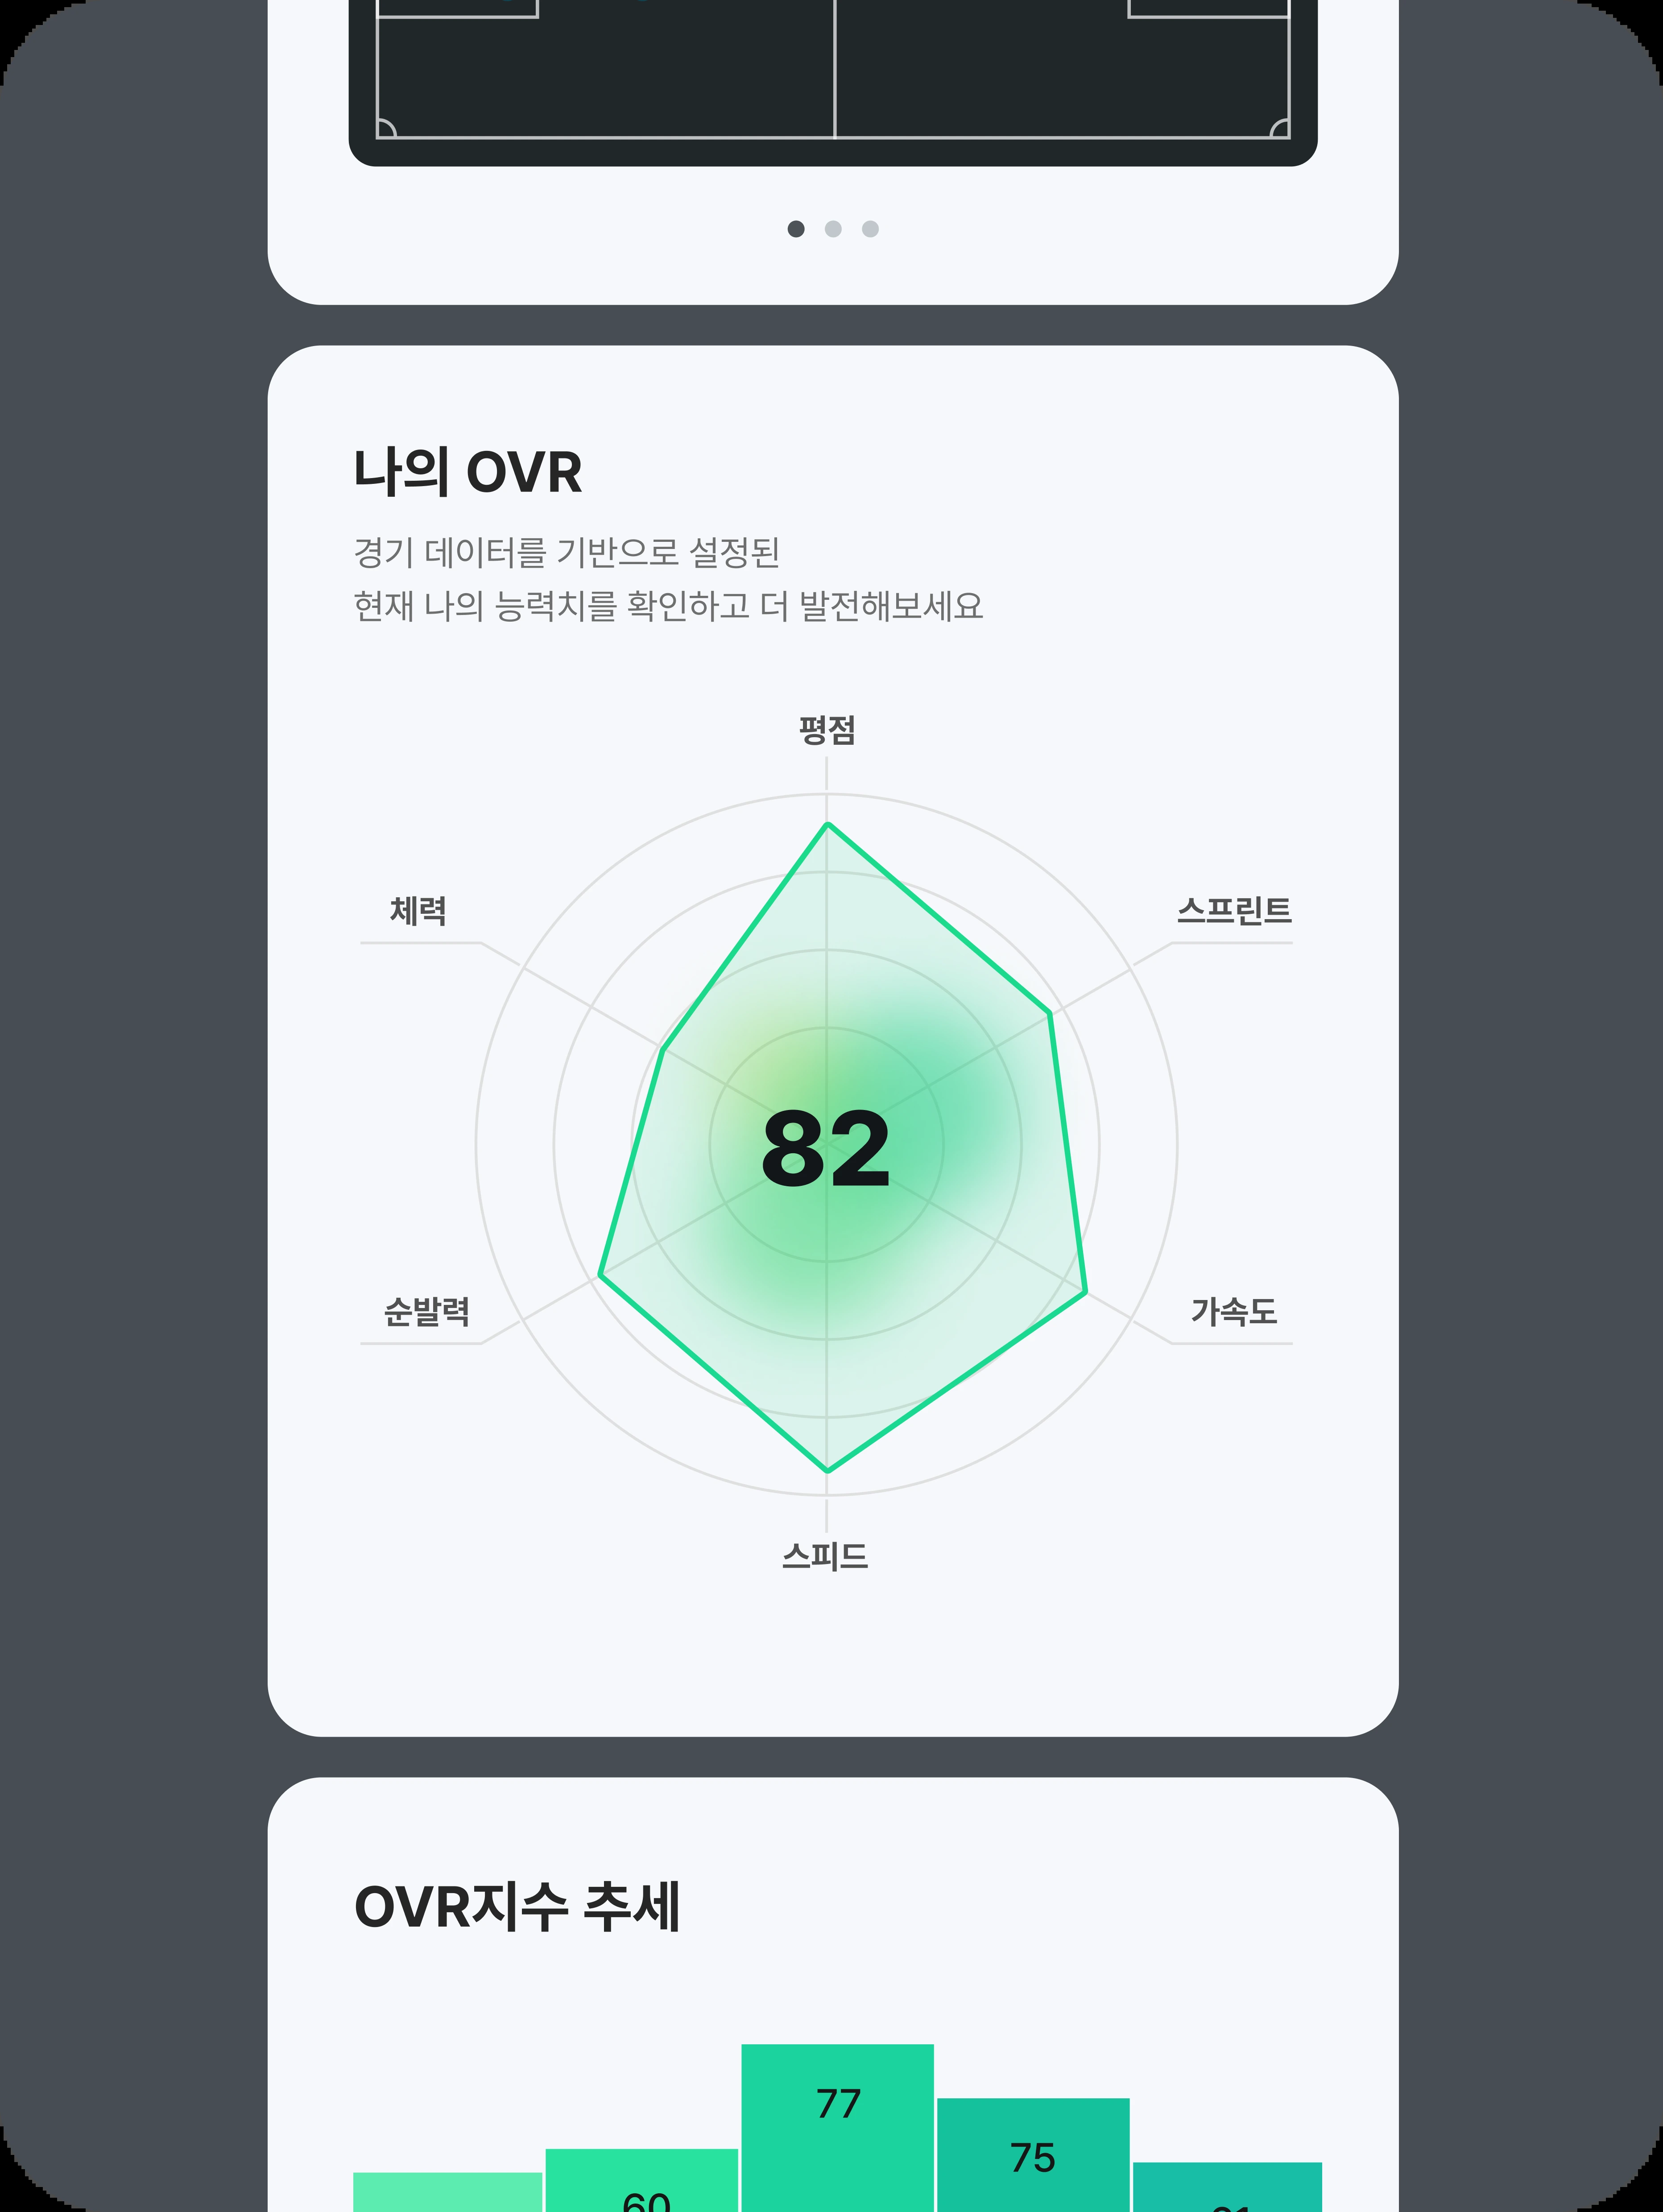 나의 OVR
경기 데이터를 기반으로 설정된
현재 나의 능력치를 확인하고 더 발전해보세요
평점
체력
스프린트
82
순발력
가속도
스피드
OVR지수 추세
77
75
60